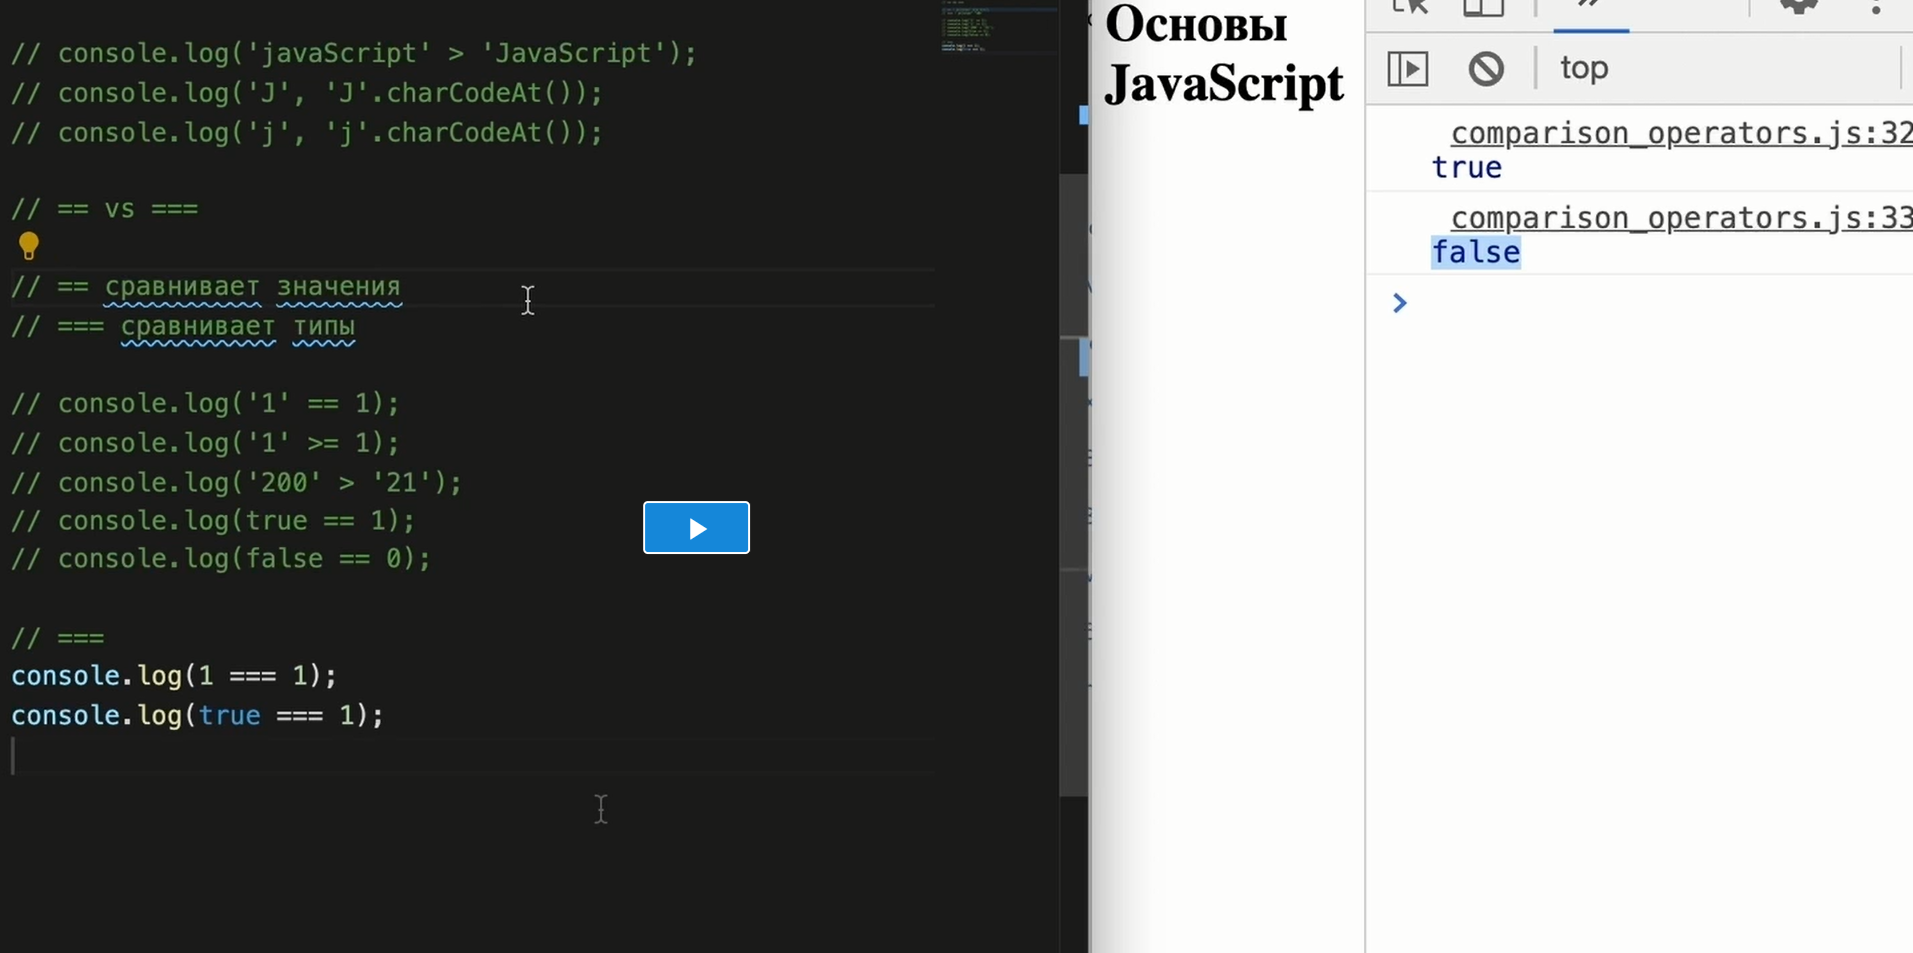 // console.log('javaScript' > 'JavaScript');
// console.log('J', 'J'.charCodeAt());
// console.log('j', 'j'.charCodeAt());
// == vs ===
// == сравнивает значения
// === сравнивает типы
// console.log('1' == 1);
// console.log('1' >= 1);
// console.log('200' > '21');
// console.log(true == 1);
// console.log(false == 0);
// ===
console.log(1 === 1);
console.log(true === 1);
Основы
JavaScript
top
comparison_operators.js:32
true
comparison_operators.js:33
false